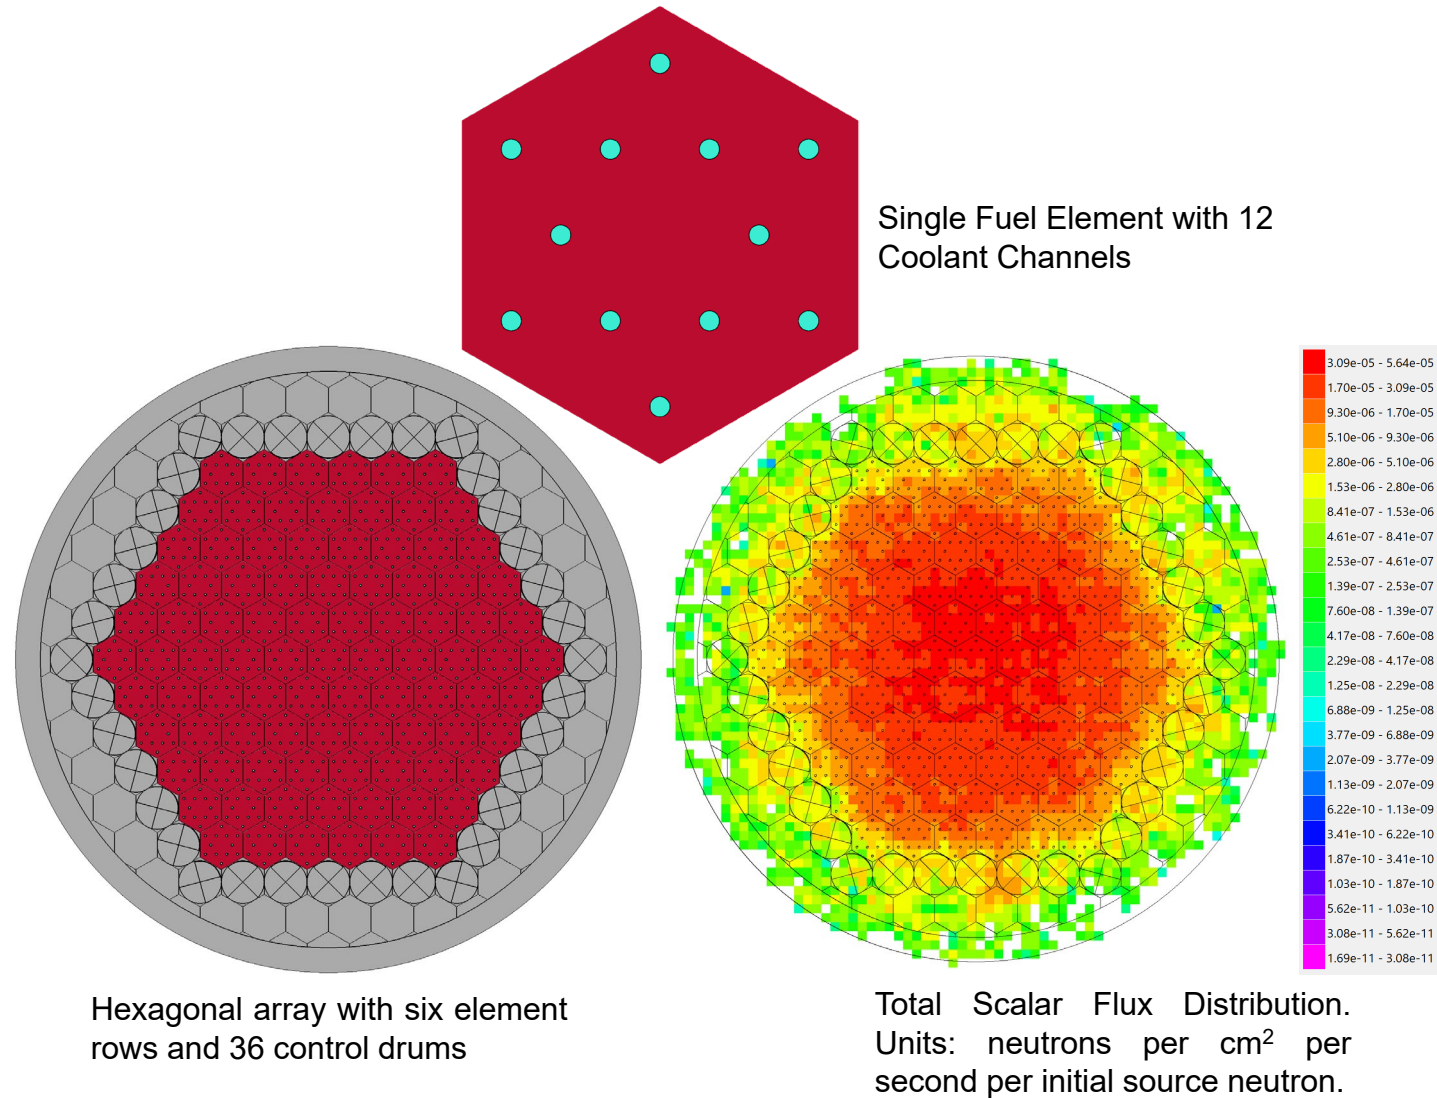 Single Fuel Element with 12
Coolant Channels
3.09e-05 - 5.64e-05
1.70e-05 - 3.09e-05
9.30e-06 - 1.70e-05
5.10e-06 - 9.30e-06
2.80e-06 - 5.10e-06
1.53e-06 - 2.80e-06
8.41e-07 - 1.53e-06
4.61e-07 - 8.41e-07
2.53e-07 - 4.61e-07
1.39e-07 - 2.53e-07
7.60e-08 - 1.39e-07
4.17e-08 - 7.60e-08
2.29e-08 - 4.17e-08
1.25e-08 - 2.29e-08
6.88e-09 - 1.25e-08
3.77e-09 - 6.88e-09
2.07e-09 - 3.77e-09
1.13e-09 - 2.07e-09
6.22e-10 - 1.13e-09
3.41e-10 - 6.22e-10
1.87e-10 - 3.41e-10
1.03e-10 - 1.87e-10
5.62e-11 - 1.03e-10
3.08e-11 - 5.62e-11
1.69e-11 - 3.08e-11
Hexagonal array with six element
rows and 36 control drums
Total Scalar Flux Distribution.
Units: neutrons per cm² per
second per initial source neutron.